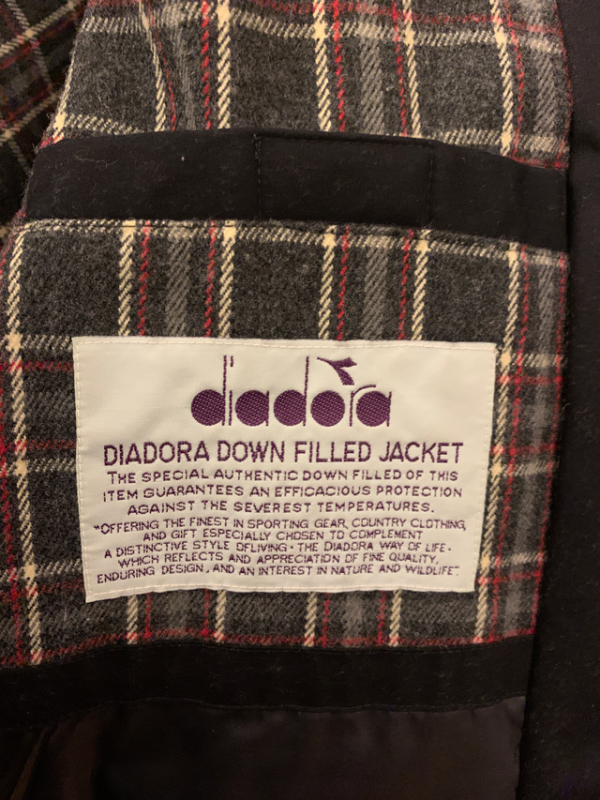 diadora
DIADORA DOWN FILLED JACKET
THE SPECIAL AUTHENTIC DOWN FILLED OF THIS
ITEM GUARANTEES AN EFFICACIOUS PROTECTION
AGAINST THE SEVEREST TEMPERATURES.
"OFFERING THE FINEST IN SPORTING GEAR, COUNTRY CLOTHING,
AND GIFT ESPECIALLY CHOSEN TO COMPLEMENT
A DISTINCTIVE STYLE OFLIVING · THE DIADORA WAY OF LIFE ·
WHICH REFLECTS AND APPRECIATION OF FINE QUALITY,
ENDURING DESIGN, AND AN INTEREST IN NATURE AND WILDLIFE".